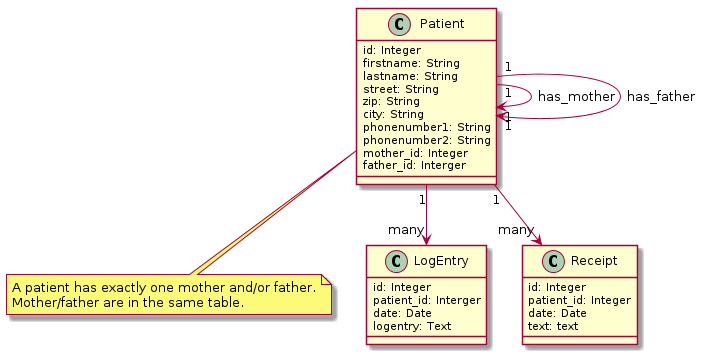 C Patient
id: Integer
firstname: String
lastname: String
street: String
zip: String
city: String
phonenumber1: String
phonenumber2: String
mother_id: Integer
father_id: Interger
1
1
has_mother
has_father
1
1
1
1
many
many
A patient has exactly one mother and/or father.
Mother/father are in the same table.
C LogEntry
id: Integer
patient_id: Interger
date: Date
logentry: Text
C Receipt
id: Integer
patient_id: Integer
date: Date
text: text